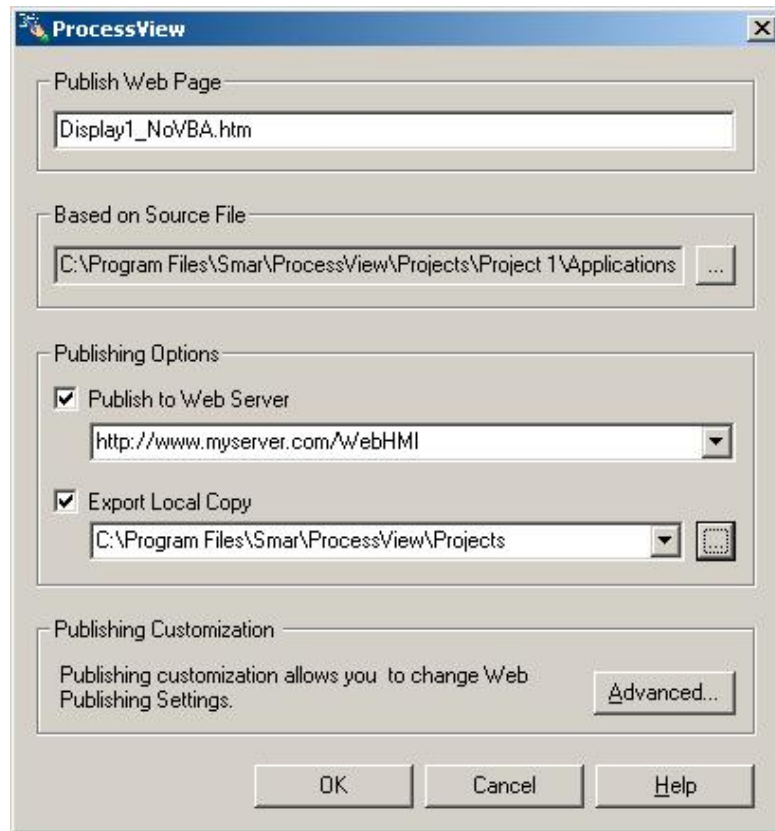 ProcessView
Publish Web Page
Display1_NoVBA.htm
Based on Source File
C:\Program Files\Smar\ProcessView\Projects\Project 1\Applications
...
Publishing Options
Publish to Web Server
http://www.myserver.com/WebHMI
Export Local Copy
C:\Program Files\Smar\ProcessView\Projects
...
Publishing Customization
Publishing customization allows you to change Web
Publishing Settings.
Advanced...
OK Cancel Help